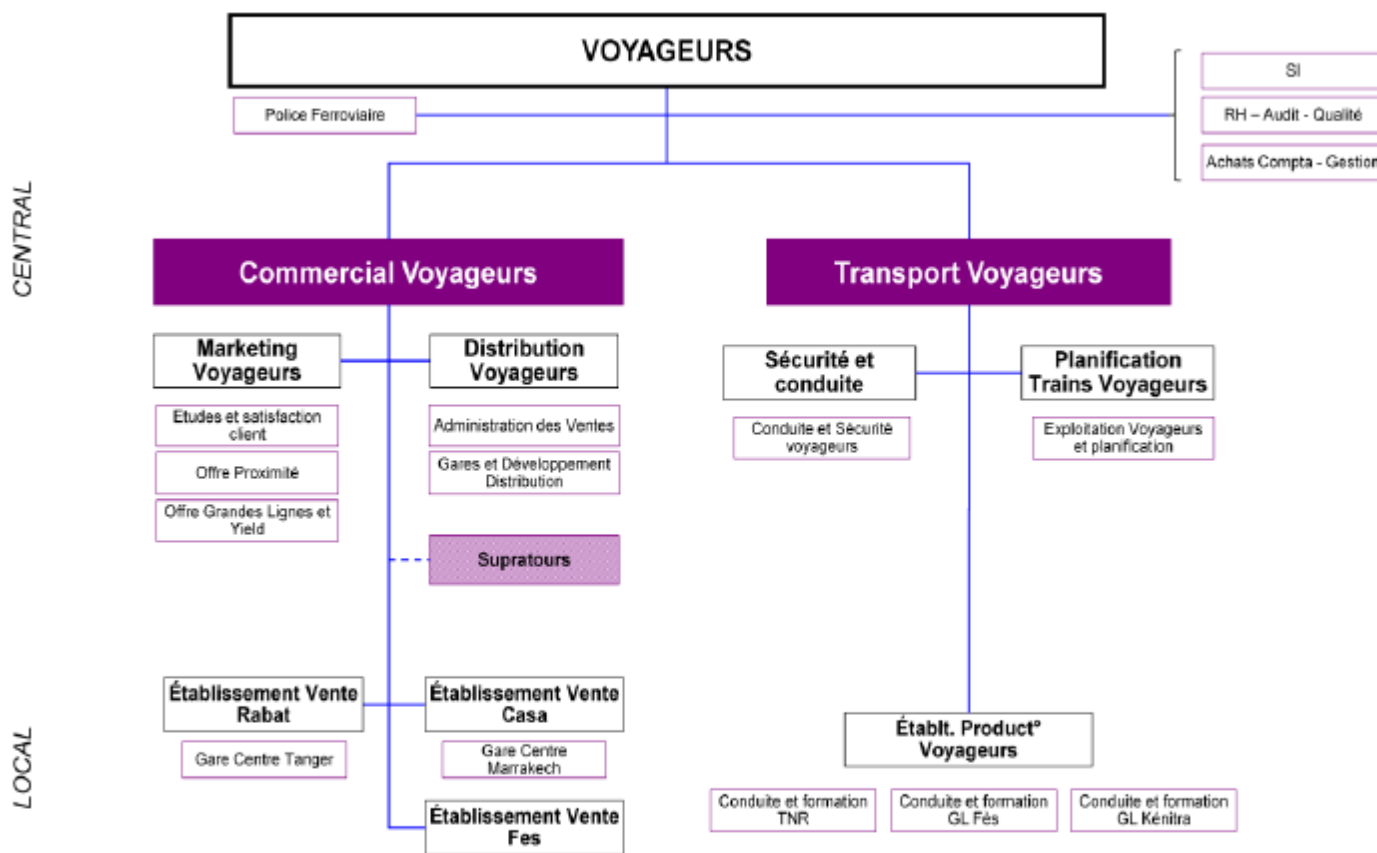 VOYAGEURS
SI
Police Ferroviaire
RH – Audit - Qualité
Achats Compta - Gestion
CENTRAL
Commercial Voyageurs
Transport Voyageurs
Marketing
Voyageurs
Distribution
Voyageurs
Sécurité et
conduite
Planification
Trains Voyageurs
Etudes et satisfaction
client
Administration des Ventes
Conduite et Sécurité
voyageurs
Exploitation Voyageurs
et planification
Offre Proximité
Gares et Développement
Distribution
Offre Grandes Lignes et
Yield
Supratours
LOCAL
Établissement Vente
Rabat
Établissement Vente
Casa
Établt. Product°
Voyageurs
Gare Centre Tanger
Gare Centre
Marrakech
Conduite et formation
TNR
Conduite et formation
GL Fès
Conduite et formation
GL Kénitra
Établissement Vente
Fes